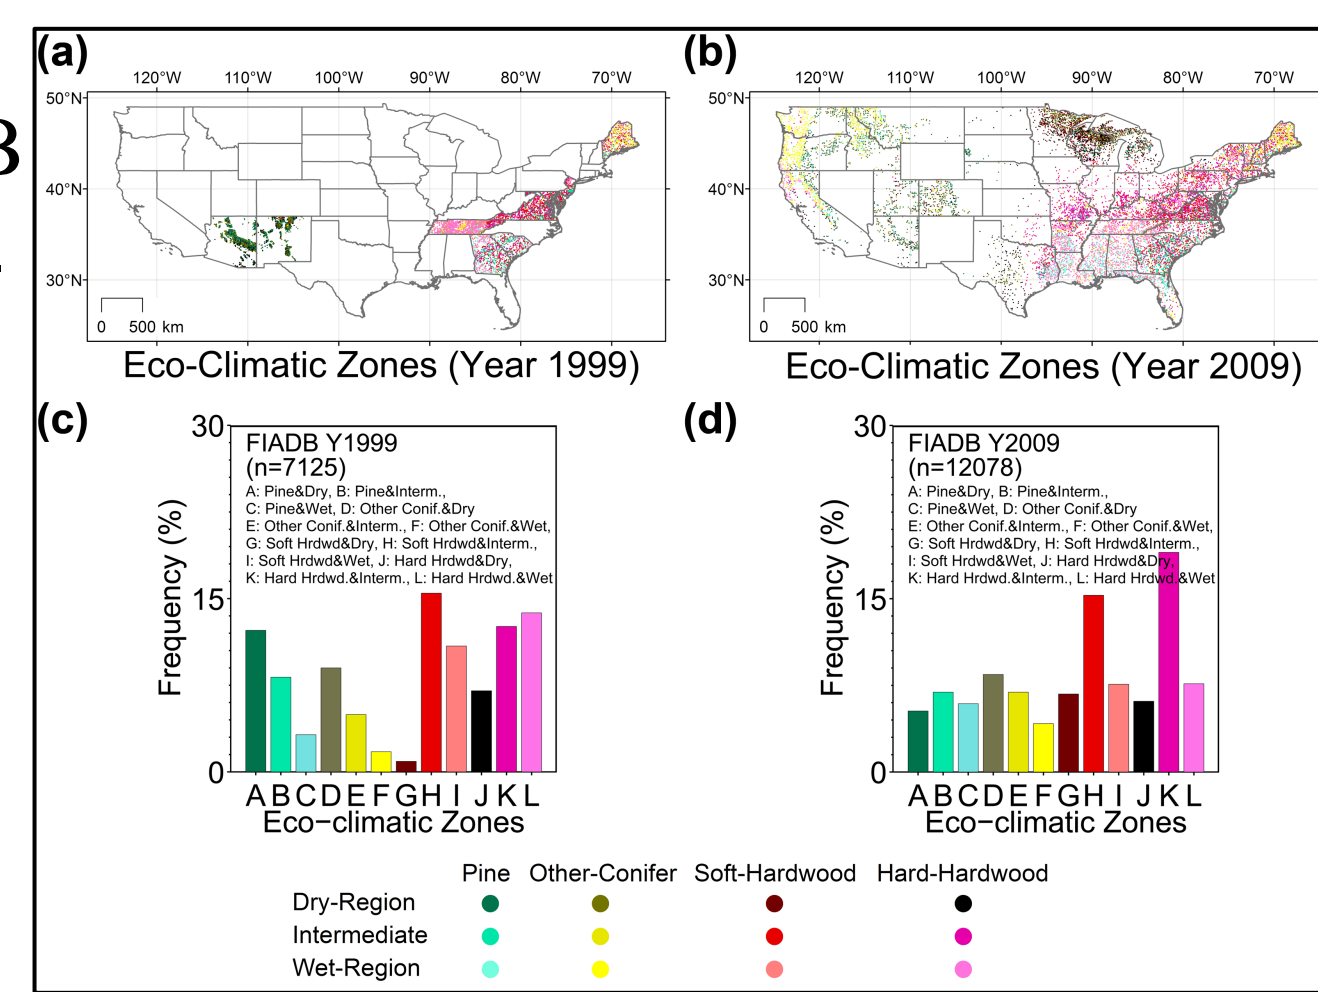 B
(a)
120°W 110°W 100°W 90°W 80°W 70°W
50°N
40°N
30°N
0 500 km
Eco-Climatic Zones (Year 1999)
(b)
120°W 110°W 100°W 90°W 80°W 70°W
50°N
40°N
30°N
0 500 km
Eco-Climatic Zones (Year 2009)
(c)
30
15
0
Frequency (%)
FIADB Y1999
(n=7125)
A: Pine&Dry, B: Pine&Interm.,
C: Pine&Wet, D: Other Conif.&Dry
E: Other Conif.&Interm., F: Other Conif.&Wet,
G: Soft Hrdwd&Dry, H: Soft Hrdwd&Interm.,
I: Soft Hrdwd&Wet, J: Hard Hrdwd&Dry,
K: Hard Hrdwd.&Interm., L: Hard Hrdwd.&Wet
A B C D E F G H I J K L
Eco−climatic Zones
(d)
30
15
0
Frequency (%)
FIADB Y2009
(n=12078)
A: Pine&Dry, B: Pine&Interm.,
C: Pine&Wet, D: Other Conif.&Dry
E: Other Conif.&Interm., F: Other Conif.&Wet,
G: Soft Hrdwd&Dry, H: Soft Hrdwd&Interm.,
I: Soft Hrdwd&Wet, J: Hard Hrdwd&Dry,
K: Hard Hrdwd.&Interm., L: Hard Hrdwd.&Wet
A B C D E F G H I J K L
Eco−climatic Zones
Pine Other-Conifer Soft-Hardwood Hard-Hardwood
Dry-Region
Intermediate
Wet-Region